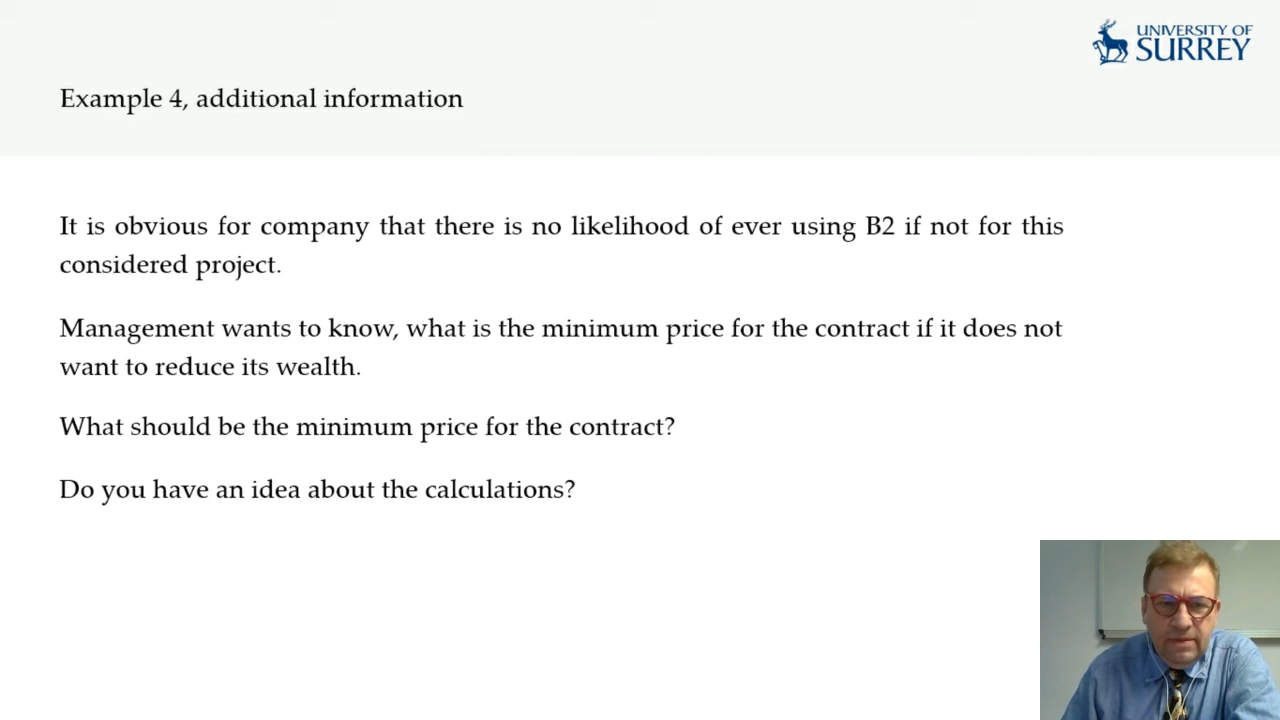 UNIVERSITY OF
SURREY
Example 4, additional information
It is obvious for company that there is no likelihood of ever using B2 if not for this
considered project.
Management wants to know, what is the minimum price for the contract if it does not
want to reduce its wealth.
What should be the minimum price for the contract?
Do you have an idea about the calculations?